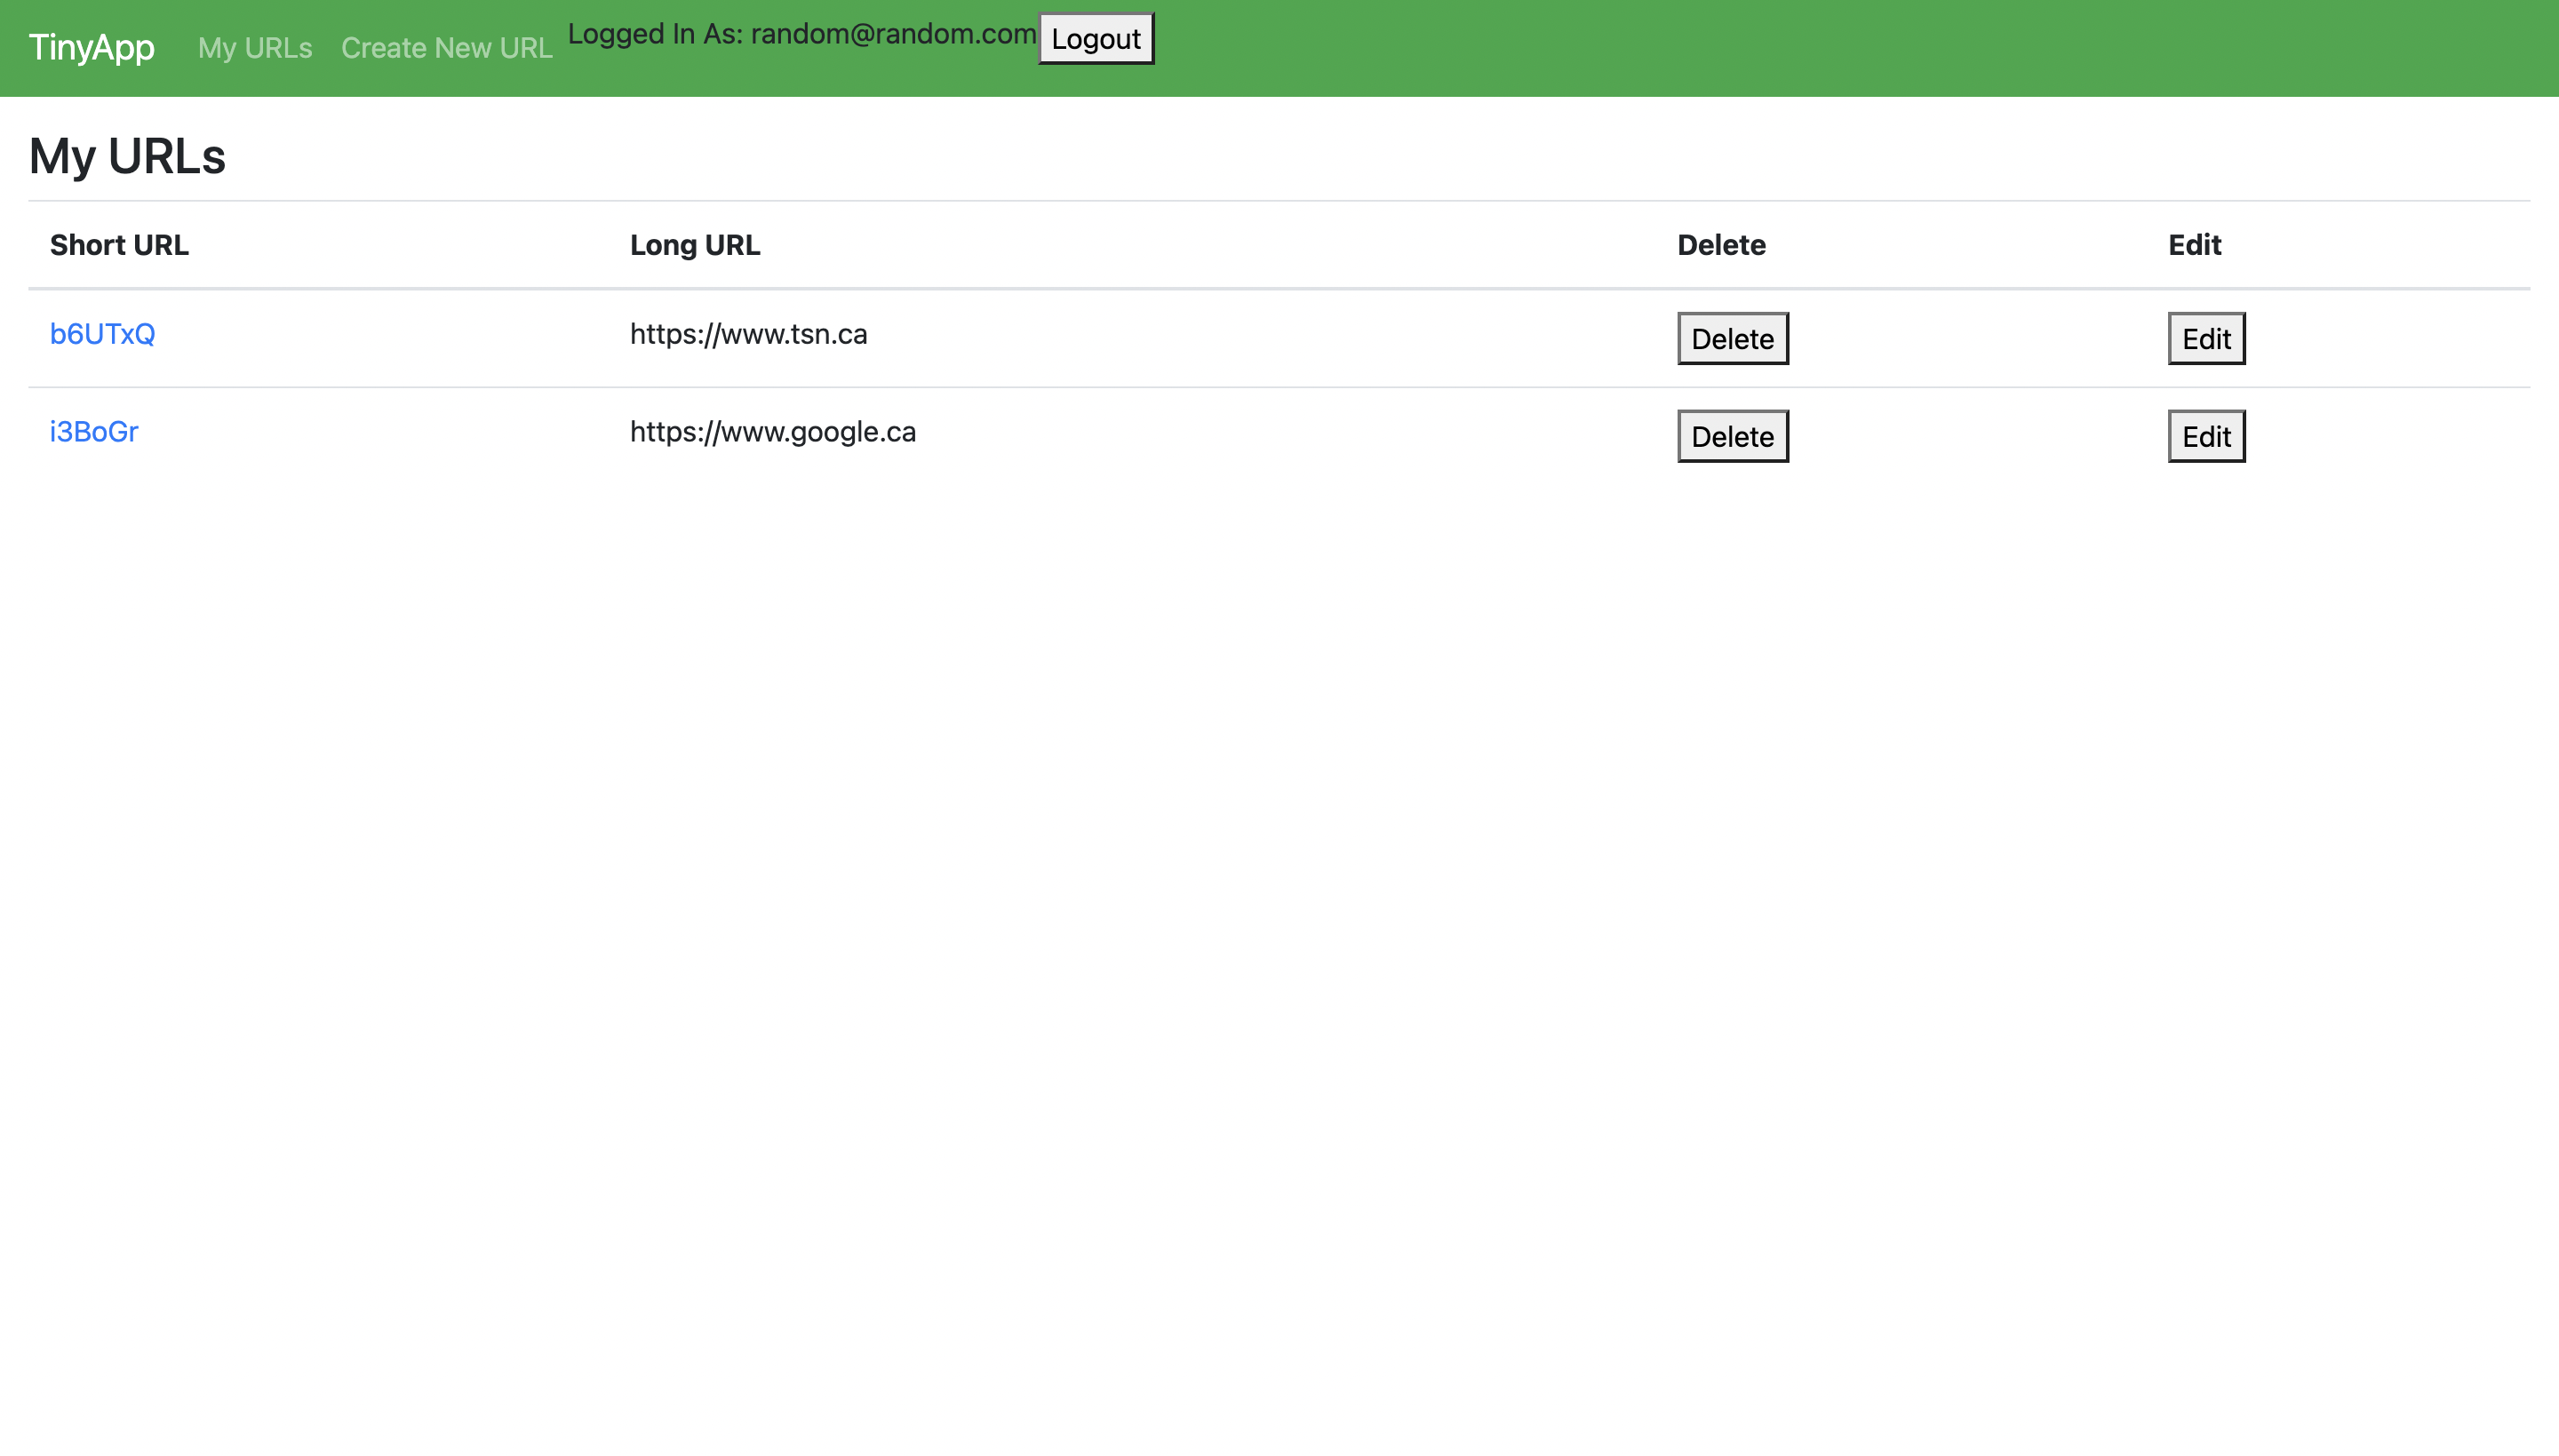 TinyApp My URLs Create New URL Logged In As: random@random.com Logout
My URLs
Short URL Long URL Delete Edit
b6UTxQ https://www.tsn.ca Delete Edit
i3BoGr https://www.google.ca Delete Edit